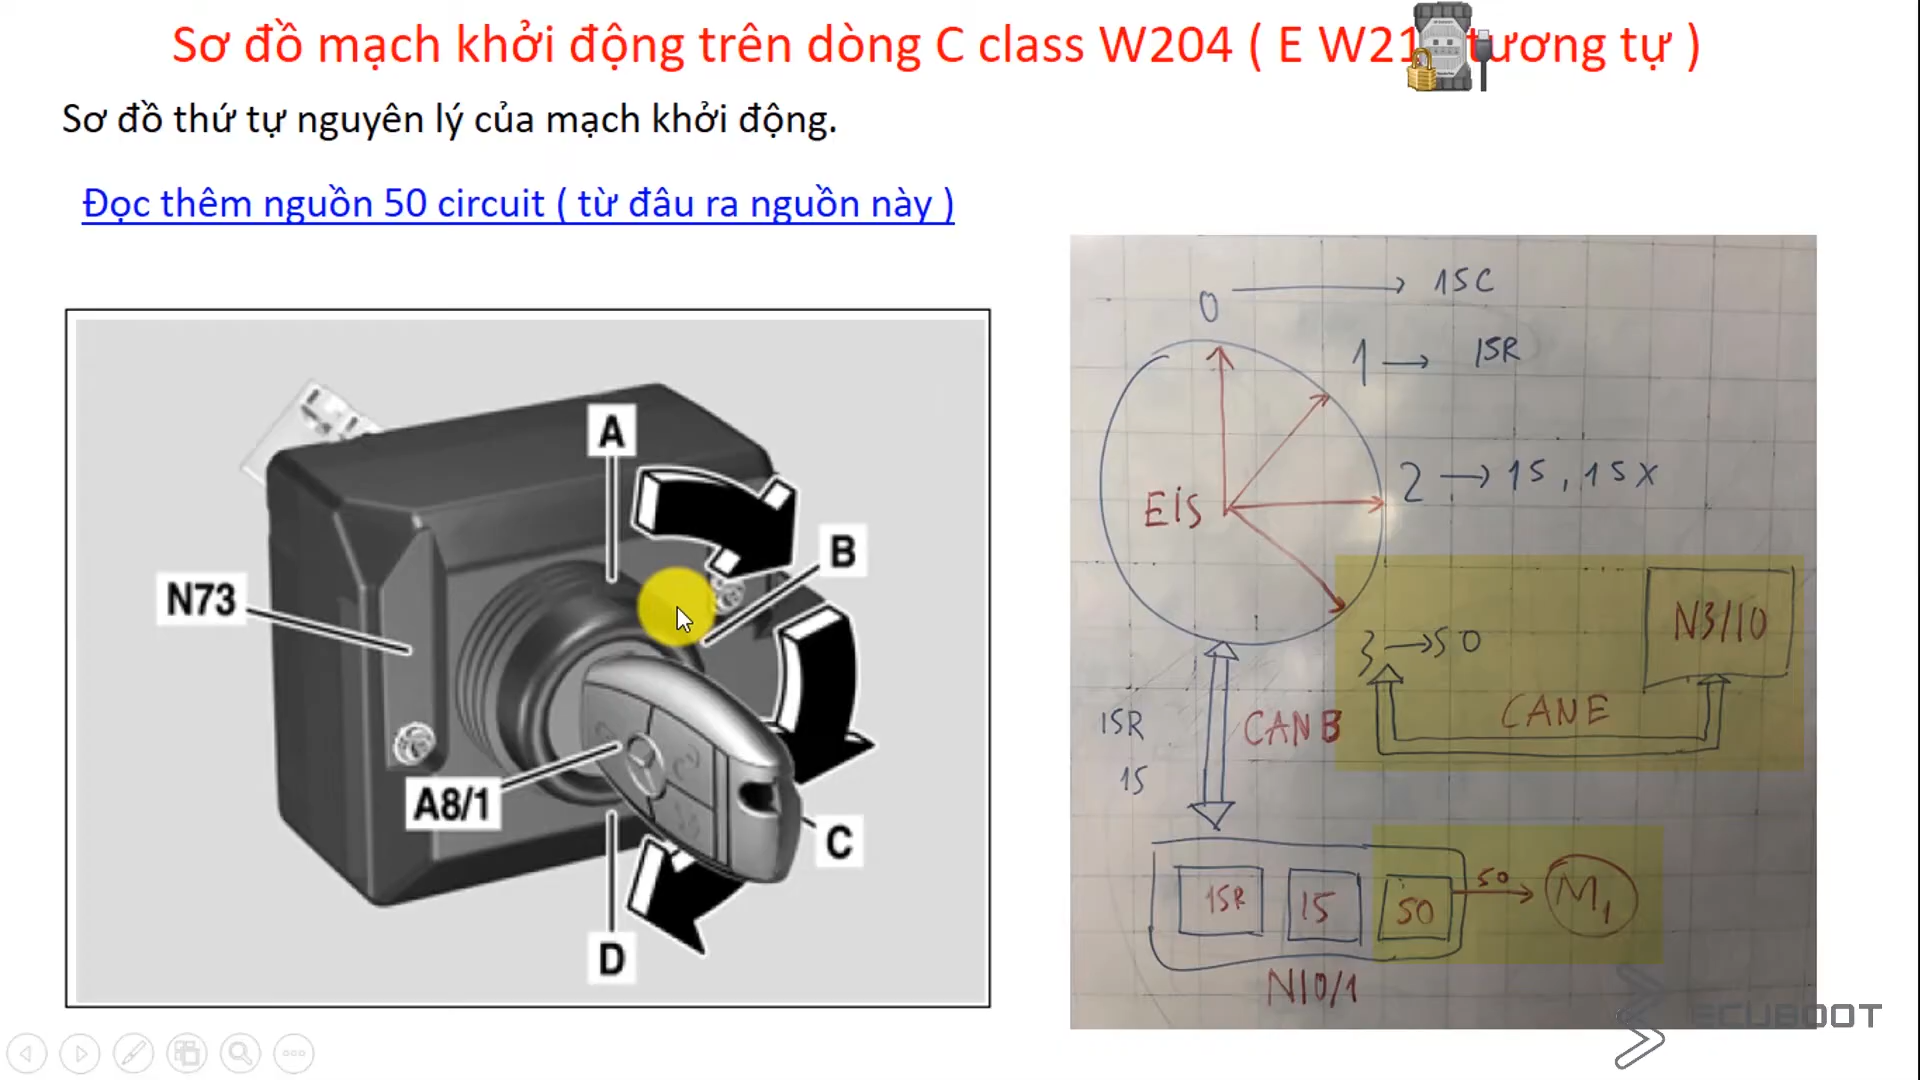 Sơ đồ mạch khởi động trên dòng C class W204 ( E W21 tương tự )
Sơ đồ thứ tự nguyên lý của mạch khởi động.
Đọc thêm nguồn 50 circuit ( từ đâu ra nguồn này )
A
B
N73
A8/1
C
D
0 → 15C
1 → 15R
2 → 15, 15X
EiS
N3/10
3 → 50
CAN E
15R
CAN B
15
15R
15
50
50
M1
N10/1
ECUBOOT